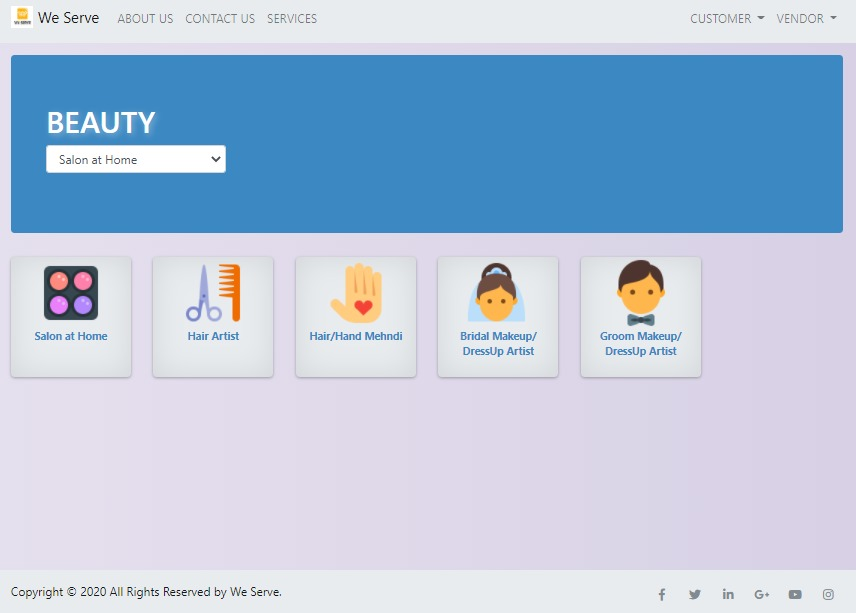 We Serve
ABOUT US
CONTACT US
SERVICES
CUSTOMER
VENDOR
BEAUTY
Salon at Home
Salon at Home
Hair Artist
Hair/Hand Mehndi
Bridal Makeup/
DressUp Artist
Groom Makeup/
DressUp Artist
Copyright © 2020 All Rights Reserved by We Serve.